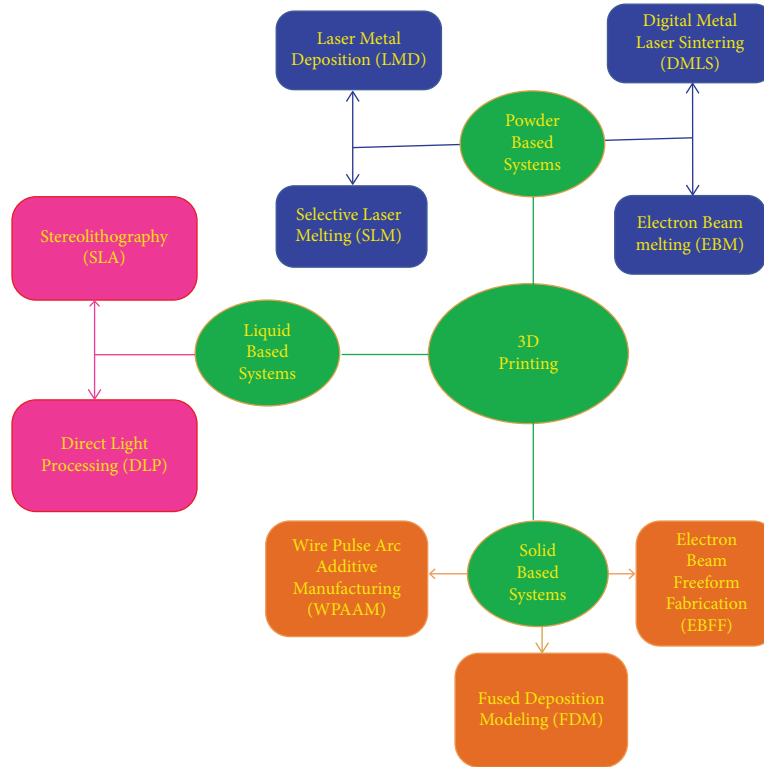 Laser Metal
Deposition (LMD)
Digital Metal
Laser Sintering
(DMLS)
Powder
Based
Systems
Selective Laser
Melting (SLM)
Electron Beam
melting (EBM)
Stereolithography
(SLA)
Liquid
Based
Systems
3D
Printing
Direct Light
Processing (DLP)
Wire Pulse Arc
Additive
Manufacturing
(WPAAM)
Solid
Based
Systems
Electron
Beam
Freeform
Fabrication
(EBFF)
Fused Deposition
Modeling (FDM)